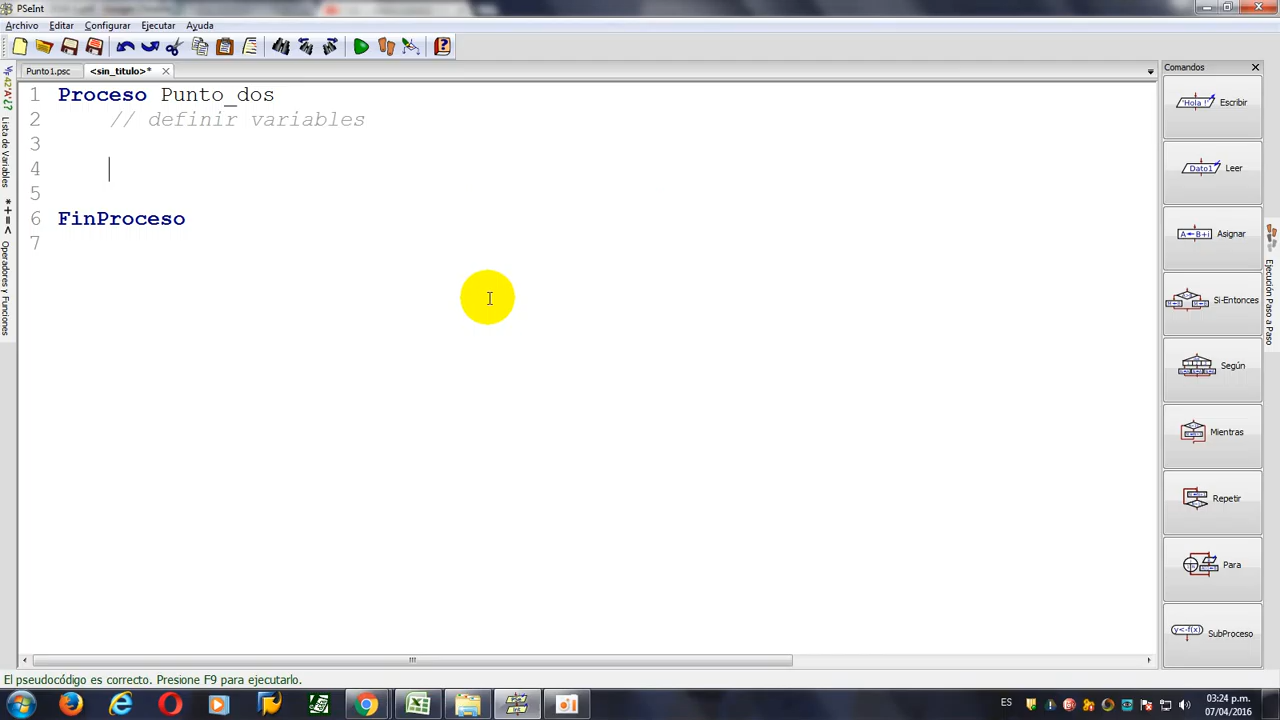 PSeInt
Archivo Editar Configurar Ejecutar Ayuda
Punto1.psc <sin_titulo>*
Comandos
1 Proceso Punto_dos
2 // definir variables
3
4
5
6 FinProceso
7
Lista de Variables
*+=< Operadores y Funciones
'Hola !' Escribir
Dato1 Leer
A←B+i Asignar
Si-Entonces
Según
Mientras
Repetir
Para
y<-f(x) SubProceso
Ejecución Paso a Paso
El pseudocódigo es correcto. Presione F9 para ejecutarlo.
ES
03:24 p.m.
07/04/2016